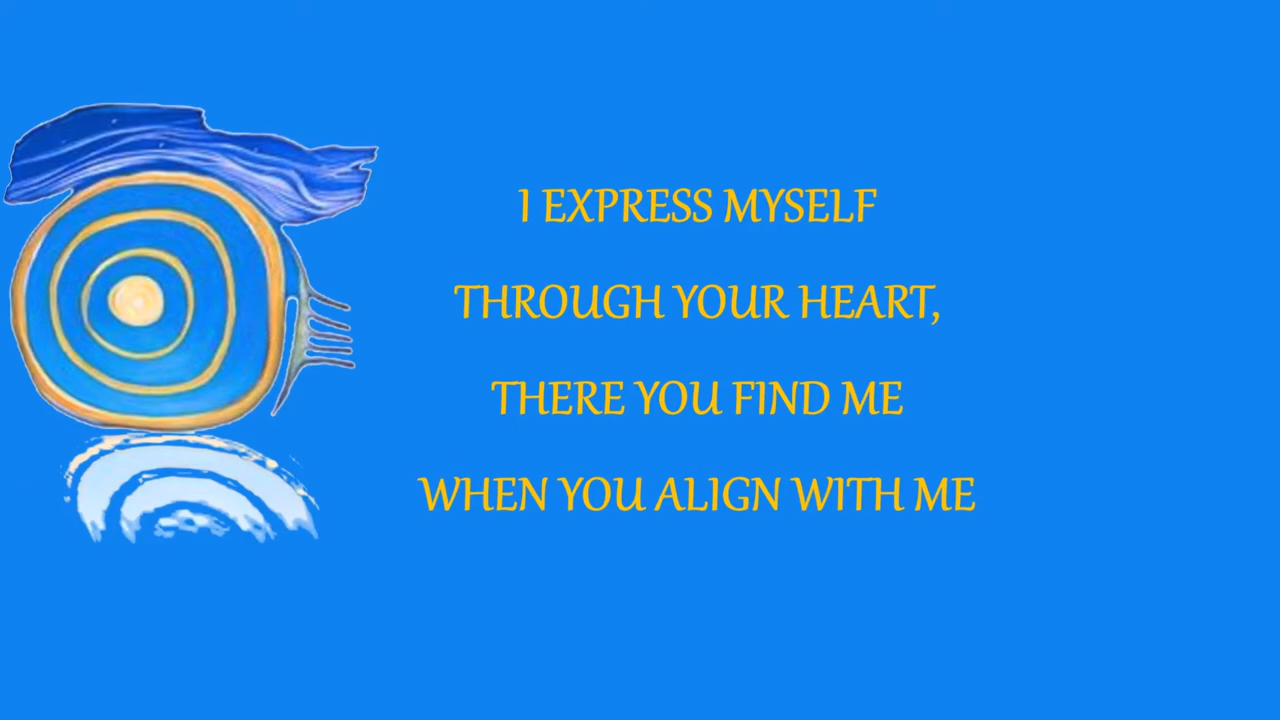 I EXPRESS MYSELF
THROUGH YOUR HEART,
THERE YOU FIND ME
WHEN YOU ALIGN WITH ME